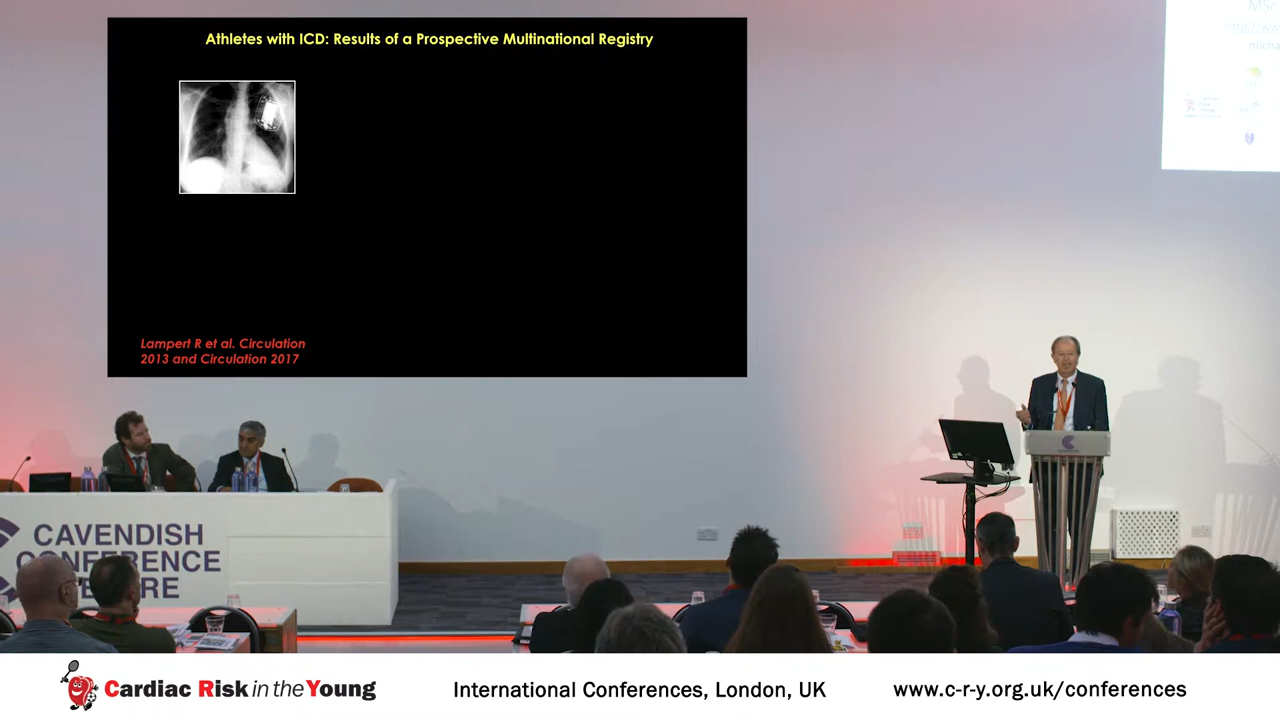 Athletes with ICD: Results of a Prospective Multinational Registry
Lampert R et al. Circulation
2013 and Circulation 2017
MSc
CAVENDISH
CONFERENCE
Cardiac Risk in the Young
International Conferences, London, UK
www.c-r-y.org.uk/conferences